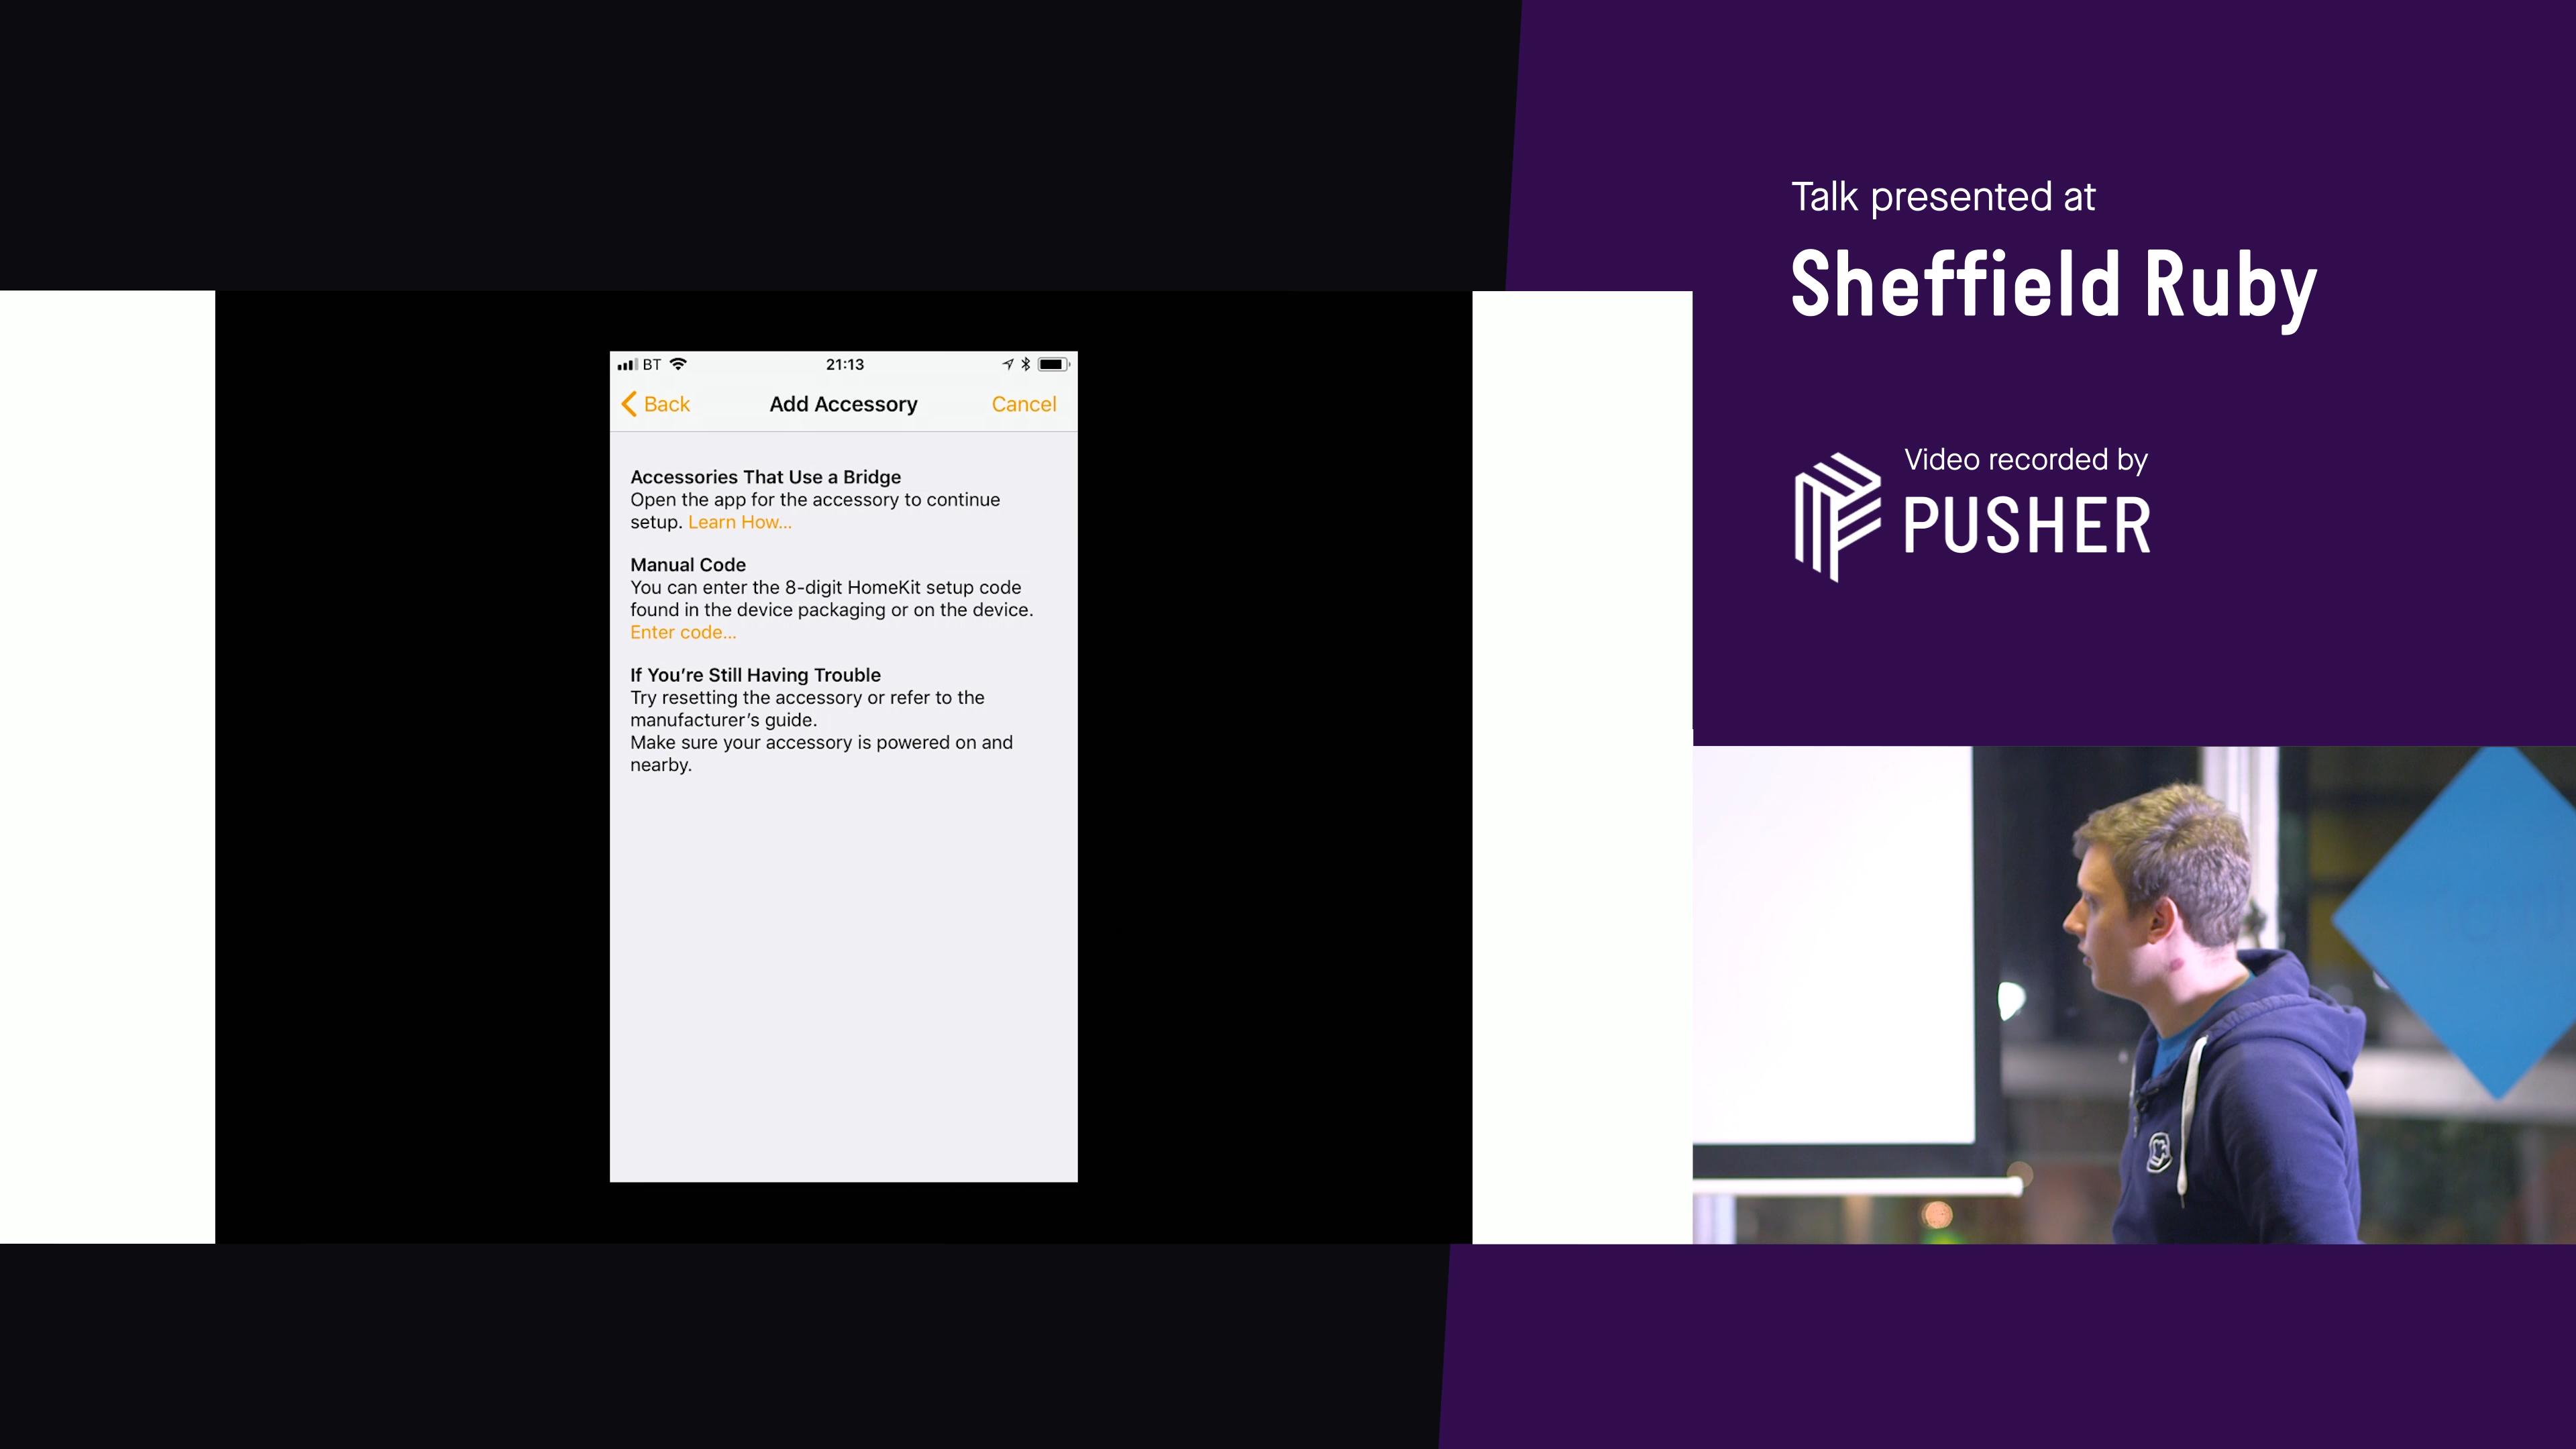 BT
21:13
Back
Add Accessory
Cancel
Accessories That Use a Bridge
Open the app for the accessory to continue
setup. Learn How...
Manual Code
You can enter the 8-digit HomeKit setup code
found in the device packaging or on the device.
Enter code...
If You're Still Having Trouble
Try resetting the accessory or refer to the
manufacturer's guide.
Make sure your accessory is powered on and
nearby.
Talk presented at
Sheffield Ruby
Video recorded by
PUSHER